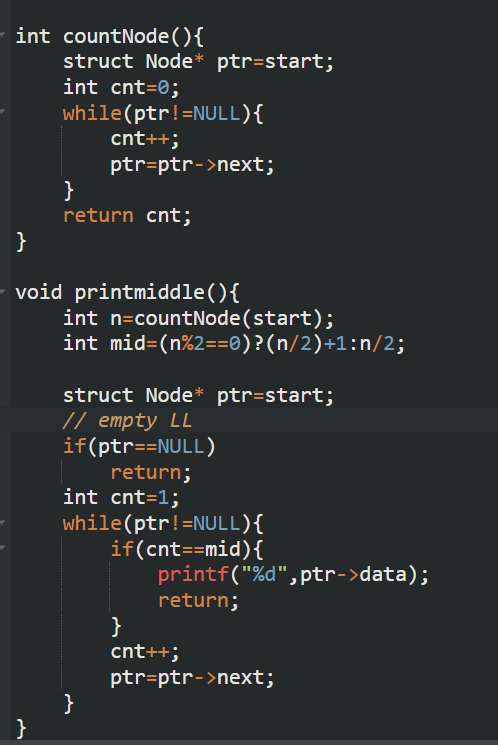 int countNode(){
    struct Node* ptr=start;
    int cnt=0;
    while(ptr!=NULL){
        cnt++;
        ptr=ptr->next;
    }
    return cnt;
}

void printmiddle(){
    int n=countNode(start);
    int mid=(n%2==0)?(n/2)+1:n/2;

    struct Node* ptr=start;
    // empty LL
    if(ptr==NULL)
        return;
    int cnt=1;
    while(ptr!=NULL){
        if(cnt==mid){
            printf("%d",ptr->data);
            return;
        }
        cnt++;
        ptr=ptr->next;
    }
}